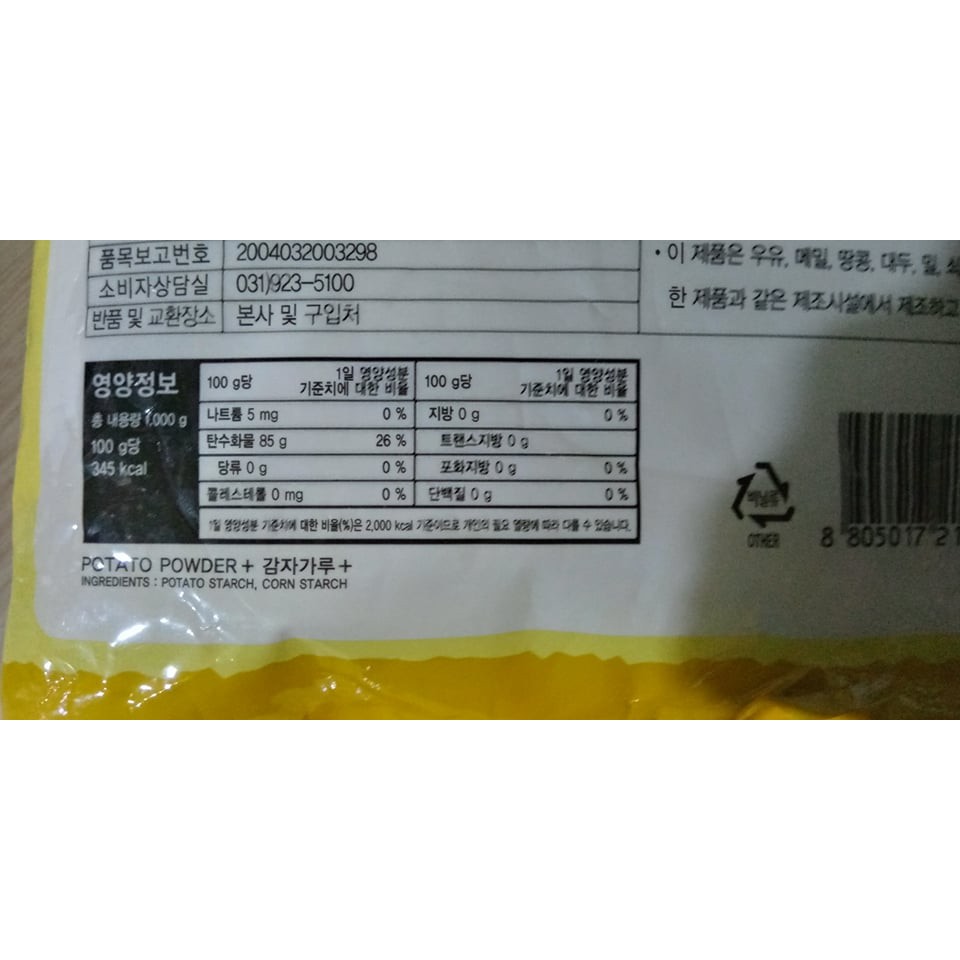 품목보고번호 2004032003298
소비자상담실 031)923-5100
반품 및 교환장소 본사 및 구입처
• 이 제품은 우유, 메밀, 땅콩, 대두, 밀,
한 제품과 같은 제조시설에서 제조하고
영양정보
총 내용량 1,000 g
100 g당
345 kcal
100 g당 1일 영양성분 기준치에 대한 비율 100 g당 1일 영양성분 기준치에 대한 비율
나트륨 5 mg 0 % 지방 0 g 0 %
탄수화물 85 g 26 % 트랜스지방 0 g
당류 0 g 0 % 포화지방 0 g 0 %
콜레스테롤 0 mg 0 % 단백질 0 g 0 %
1일 영양성분 기준치에 대한 비율(%)은 2,000 kcal 기준이므로 개인의 필요 열량에 따라 다를 수 있습니다.
비닐류
OTHER
8 805017 21
POTATO POWDER+ 감자가루+
INGREDIENTS : POTATO STARCH, CORN STARCH